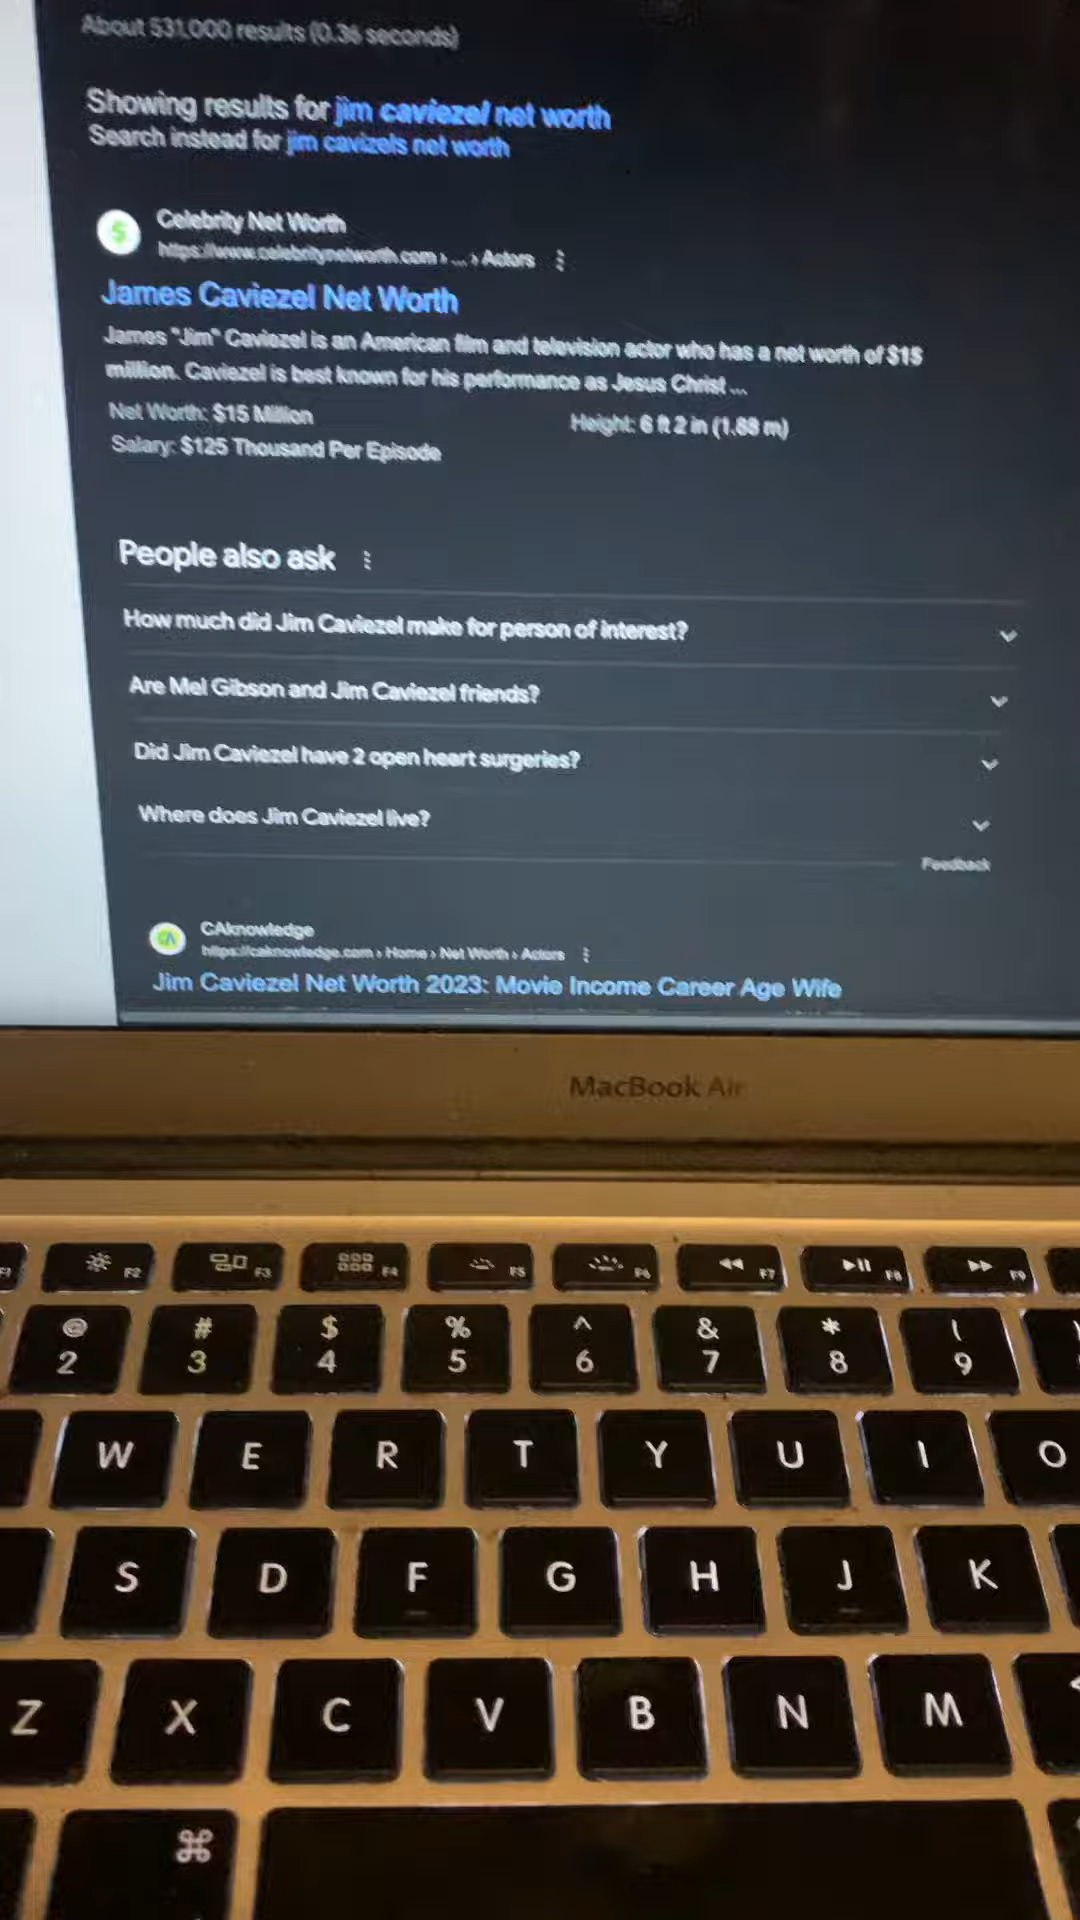 About 531,000 results (0.36 seconds)
Showing results for jim caviezel net worth
Search instead for jim cavizels net worth
Celebrity Net Worth
https://www.celebritynetworth.com › ... › Actors
James Caviezel Net Worth
James "Jim" Caviezel is an American film and television actor who has a net worth of $15
million. Caviezel is best known for his performance as Jesus Christ ...
Net Worth: $15 Million
Height: 6 ft 2 in (1.88 m)
Salary: $125 Thousand Per Episode
People also ask
How much did Jim Caviezel make for person of interest?
Are Mel Gibson and Jim Caviezel friends?
Did Jim Caviezel have 2 open heart surgeries?
Where does Jim Caviezel live?
Feedback
CA
CAknowledge
https://caknowledge.com › Home › Net Worth › Actors
Jim Caviezel Net Worth 2023: Movie Income Career Age Wife
MacBook Air
F1 F2 F3 F4 F5 F6 F7 F8 F9
@ # $ % ^ & * (
2 3 4 5 6 7 8 9
W E R T Y U I O
S D F G H J K
Z X C V B N M
⌘